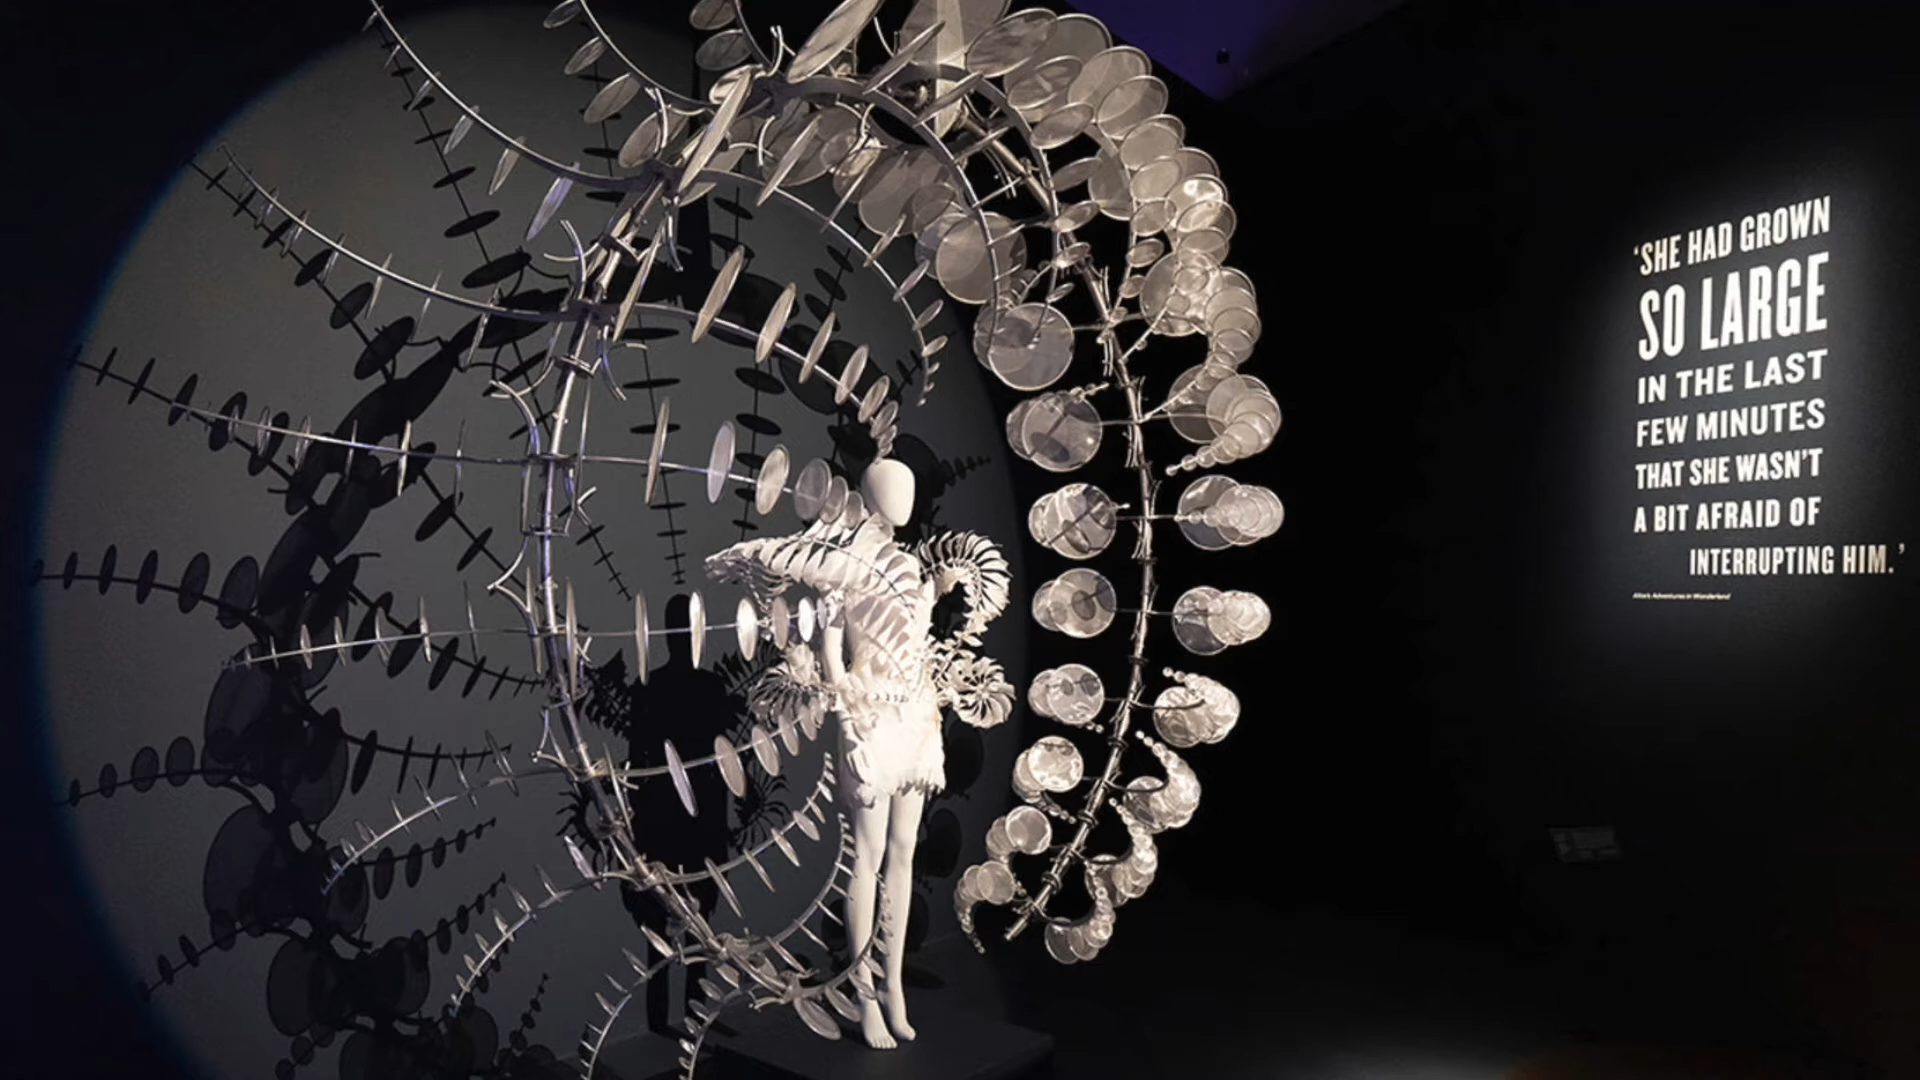 ‘SHE HAD GROWN
SO LARGE
IN THE LAST
FEW MINUTES
THAT SHE WASN’T
A BIT AFRAID OF
INTERRUPTING HIM.’
Alice's Adventures in Wonderland